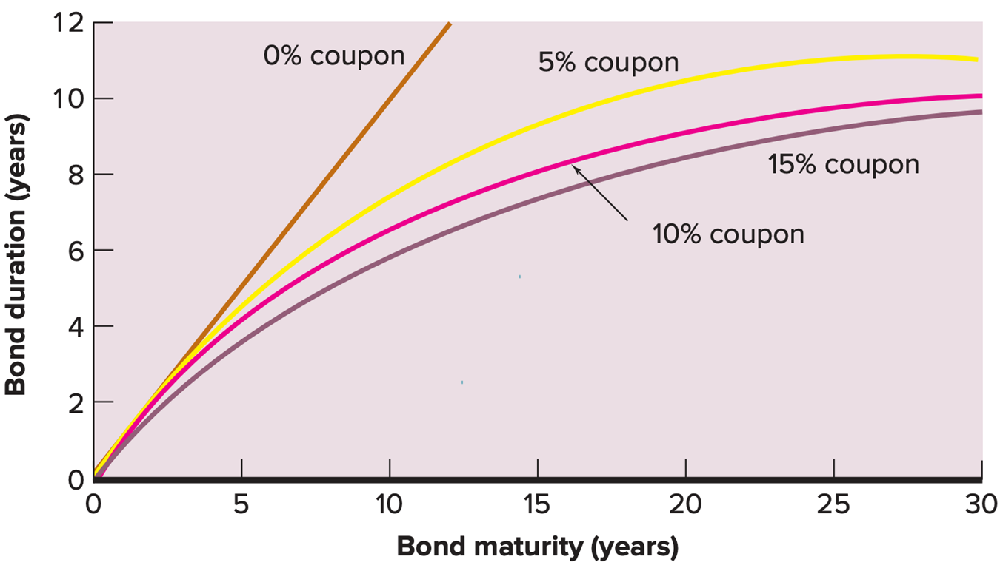 12
0% coupon
5% coupon
10
8
15% coupon
10% coupon
6
4
2
0
Bond duration (years)
0
5
10
15
20
25
30
Bond maturity (years)